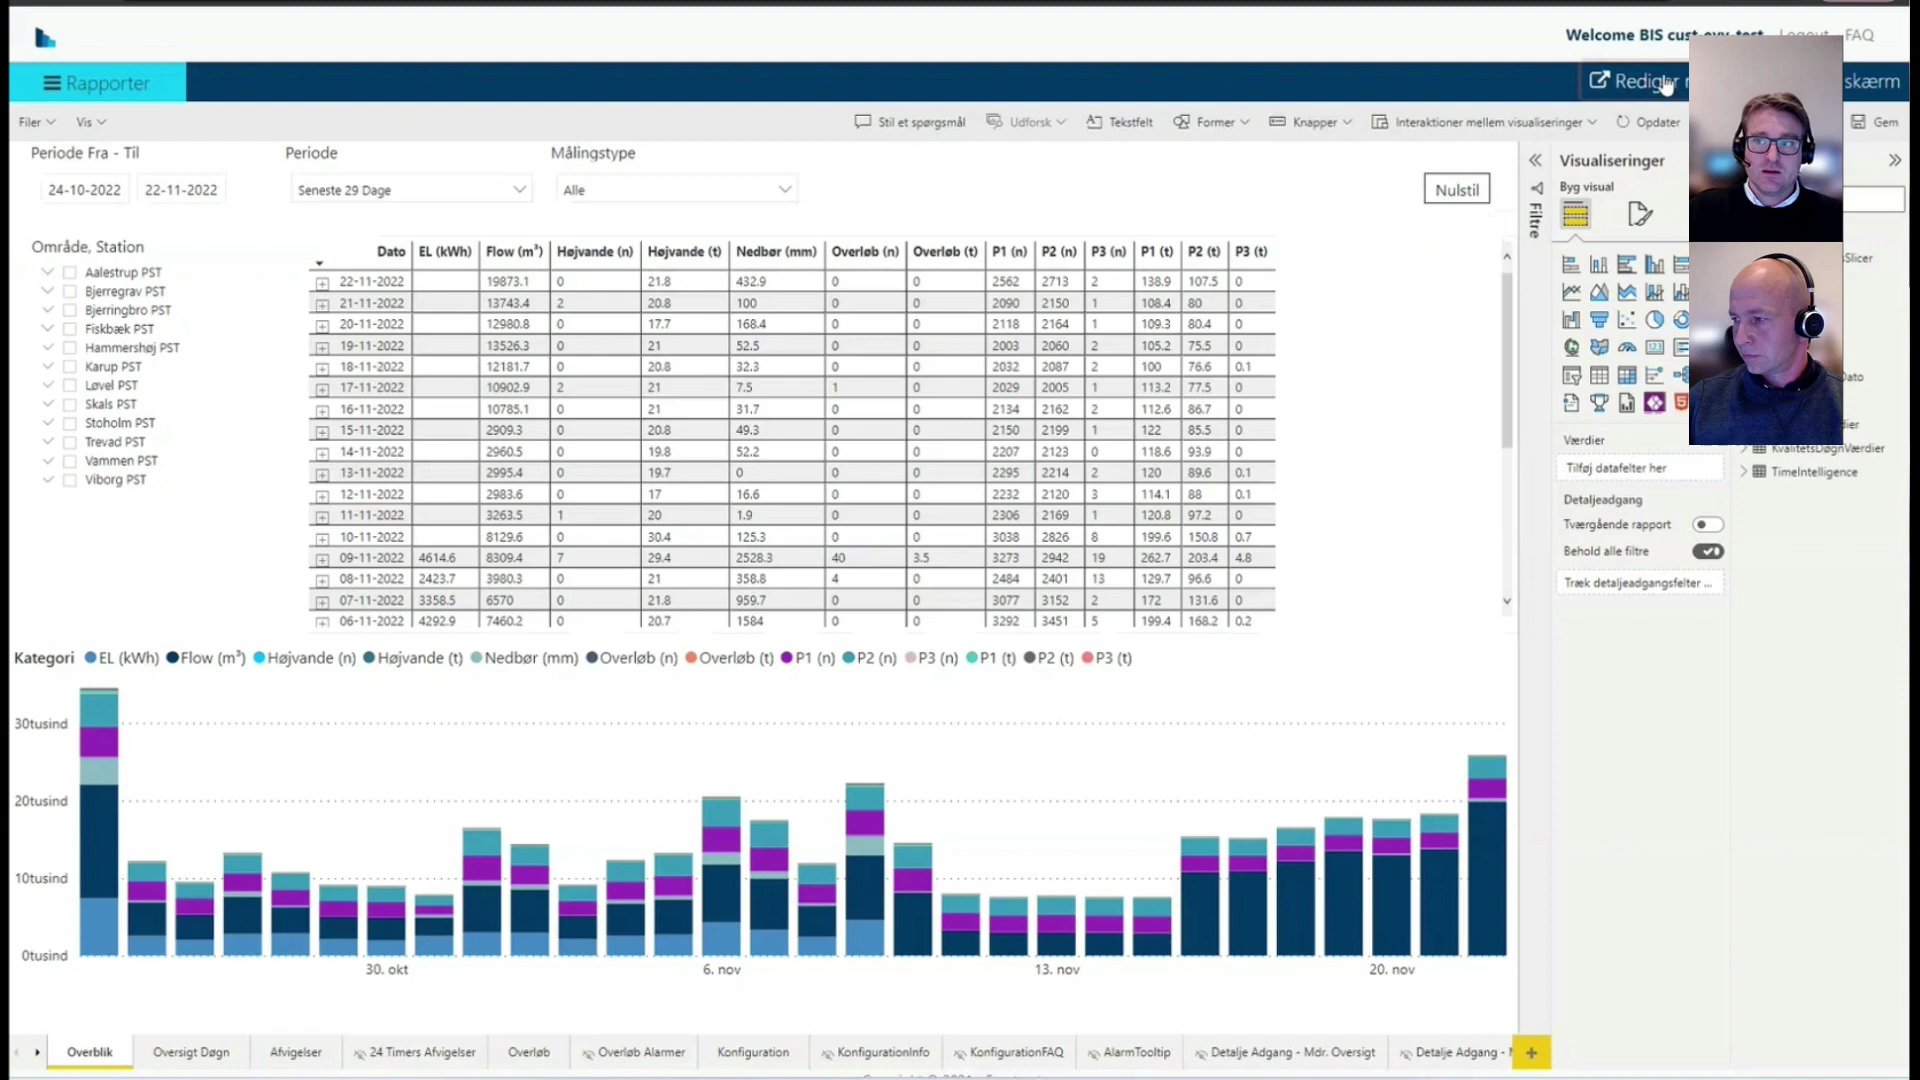 Welcome BIS cust-evv-test Logout FAQ
Rapporter
skærm
Filer Vis Stil et spørgsmål Udforsk Tekstfelt Former Knapper Interaktioner mellem visualiseringer Opdater Gem
Periode Fra - Til Periode Målingstype
24-10-2022 22-11-2022 Seneste 29 Dage Alle Nulstil
Område, Station
Aalestrup PST
Bjerregrav PST
Bjerringbro PST
Fiskbæk PST
Hammershøj PST
Karup PST
Løvel PST
Skals PST
Stoholm PST
Trevad PST
Vammen PST
Viborg PST
Dato EL (kWh) Flow (m³) Højvande (n) Højvande (t) Nedbør (mm) Overløb (n) Overløb (t) P1 (n) P2 (n) P3 (n) P1 (t) P2 (t) P3 (t)
22-11-2022 19873.1 0 21.8 432.9 0 0 2562 2713 2 138.9 107.5 0
21-11-2022 13743.4 2 20.8 100 0 0 2090 2150 1 108.4 80 0
20-11-2022 12980.8 0 17.7 168.4 0 0 2118 2164 1 109.3 80.4 0
19-11-2022 13526.3 0 21 52.5 0 0 2003 2060 2 105.2 75.5 0
18-11-2022 12181.7 0 20.8 32.3 0 0 2032 2087 2 100 76.6 0.1
17-11-2022 10902.9 2 21 7.5 1 0 2029 2005 1 113.2 77.5 0
16-11-2022 10785.1 0 21 31.7 0 0 2134 2162 2 112.6 86.7 0
15-11-2022 2909.3 0 20.8 49.3 0 0 2150 2199 1 122 85.5 0
14-11-2022 2960.5 0 19.8 52.2 0 0 2207 2123 0 118.6 93.9 0
13-11-2022 2995.4 0 19.7 0 0 0 2295 2214 2 120 89.6 0.1
12-11-2022 2983.6 0 17 16.6 0 0 2232 2120 3 114.1 88 0.1
11-11-2022 3263.5 1 20 1.9 0 0 2306 2169 1 120.8 97.2 0
10-11-2022 8129.6 0 30.4 125.3 0 0 3038 2826 8 199.6 150.8 0.7
09-11-2022 4614.6 8309.4 7 29.4 2528.3 40 3.5 3273 2942 19 262.7 203.4 4.8
08-11-2022 2423.7 3980.3 0 21 358.8 4 0 2484 2401 13 129.7 96.6 0
07-11-2022 3358.5 6570 0 21.8 959.7 0 0 3077 3152 2 172 131.6 0
06-11-2022 4292.9 7460.2 0 20.7 1584 0 0 3292 3451 5 199.4 168.2 0.2
Kategori EL (kWh) Flow (m³) Højvande (n) Højvande (t) Nedbør (mm) Overløb (n) Overløb (t) P1 (n) P2 (n) P3 (n) P1 (t) P2 (t) P3 (t)
30tusind
20tusind
10tusind
0tusind
30. okt 6. nov 13. nov 20. nov
Filtre
Visualiseringer
Byg visual
Værdier
Tilføj datafelter her
Detaljeadgang
Tværgående rapport
Behold alle filtre
Træk detaljeadgangsfelter ...
KvalitetsDøgnVærdier
TimeIntelligence
Overblik Oversigt Døgn Afvigelser 24 Timers Afvigelser Overløb Overløb Alarmer Konfiguration KonfigurationInfo KonfigurationFAQ AlarmTooltip Detalje Adgang - Mdr. Oversigt Detalje Adgang -